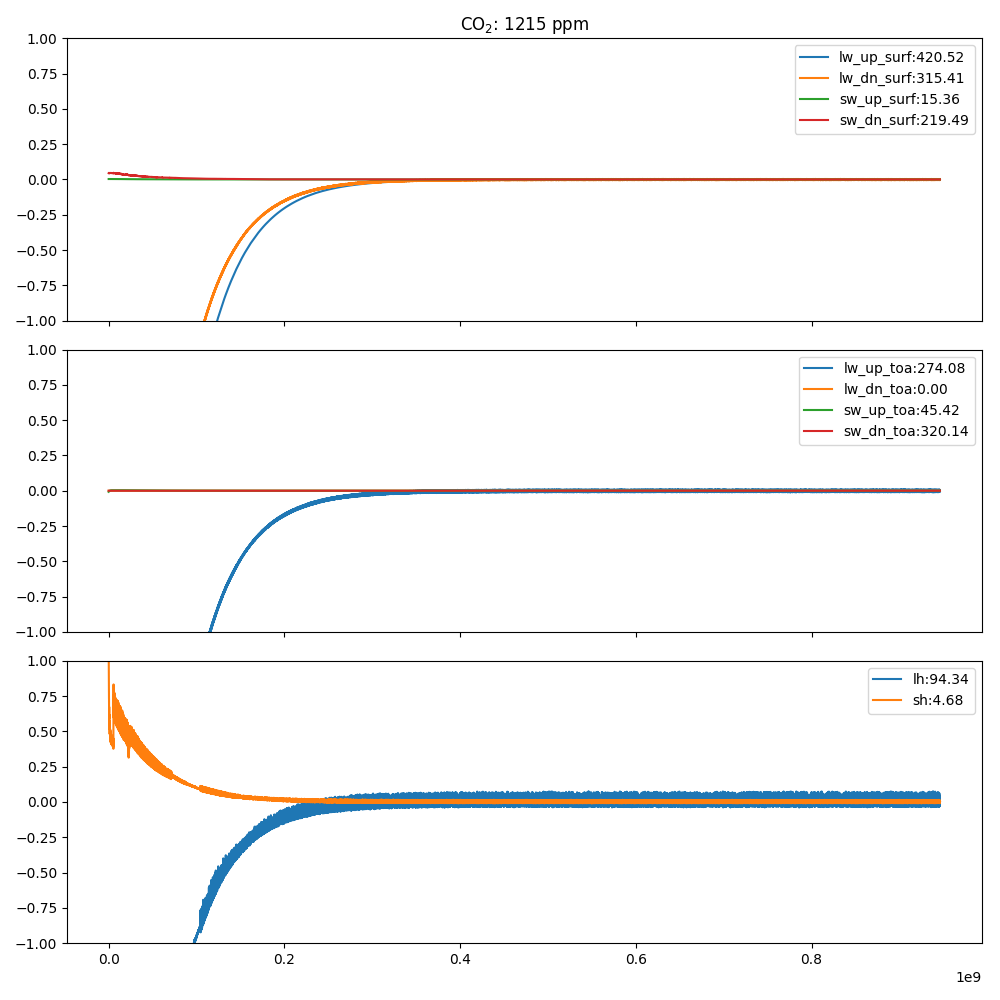 CO₂: 1215 ppm
1.00
0.75
0.50
0.25
0.00
−0.25
−0.50
−0.75
−1.00
lw_up_surf:420.52
lw_dn_surf:315.41
sw_up_surf:15.36
sw_dn_surf:219.49
1.00
0.75
0.50
0.25
0.00
−0.25
−0.50
−0.75
−1.00
lw_up_toa:274.08
lw_dn_toa:0.00
sw_up_toa:45.42
sw_dn_toa:320.14
1.00
0.75
0.50
0.25
0.00
−0.25
−0.50
−0.75
−1.00
lh:94.34
sh:4.68
0.0 0.2 0.4 0.6 0.8
1e9